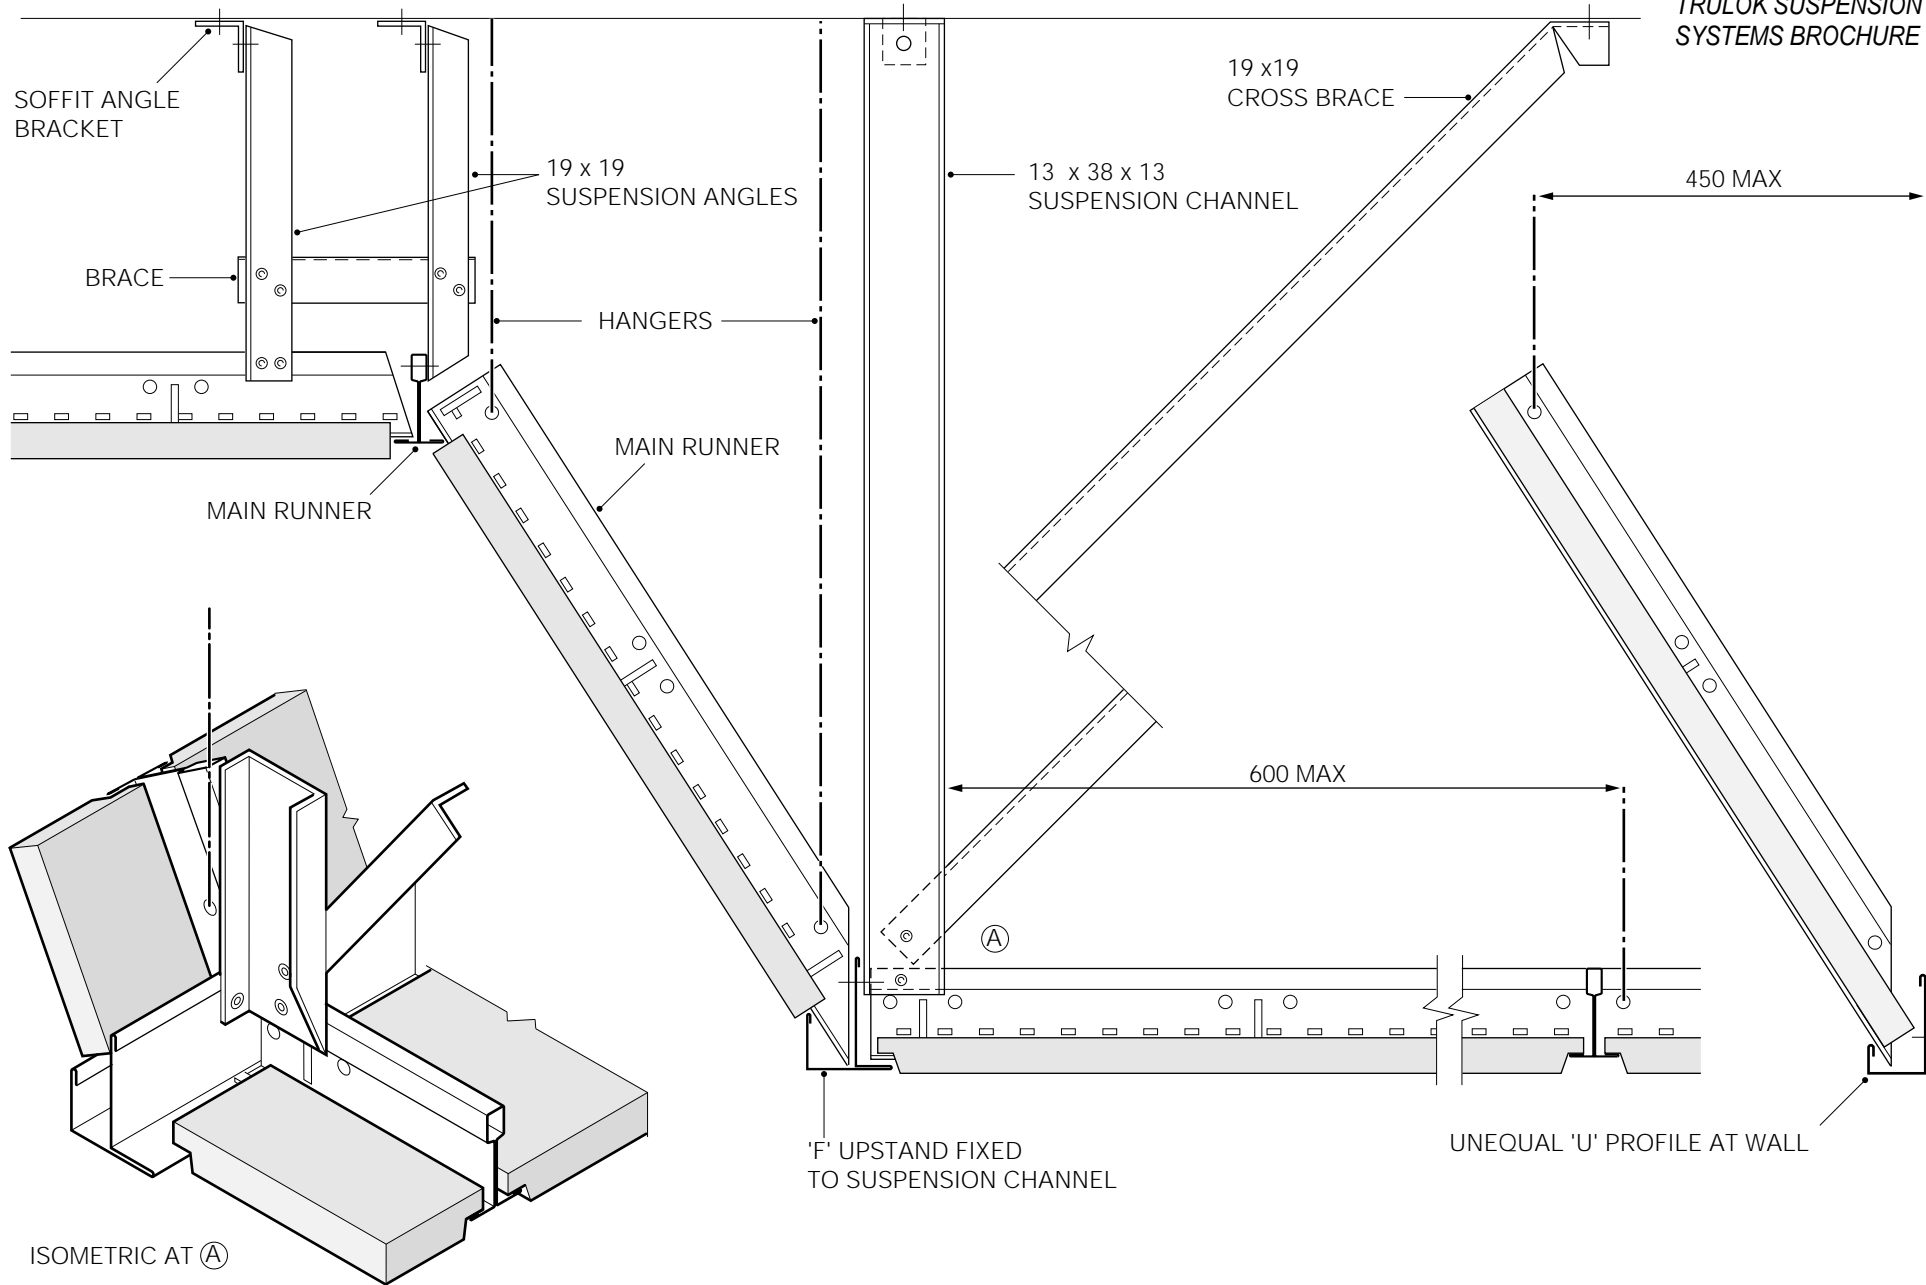 TRULOK SUSPENSION
SYSTEMS BROCHURE
SOFFIT ANGLE
BRACKET
19 x19
CROSS BRACE
19 x 19
SUSPENSION ANGLES
13 x 38 x 13
SUSPENSION CHANNEL
450 MAX
BRACE
HANGERS
MAIN RUNNER
MAIN RUNNER
600 MAX
A
'F' UPSTAND FIXED
TO SUSPENSION CHANNEL
UNEQUAL 'U' PROFILE AT WALL
ISOMETRIC AT A